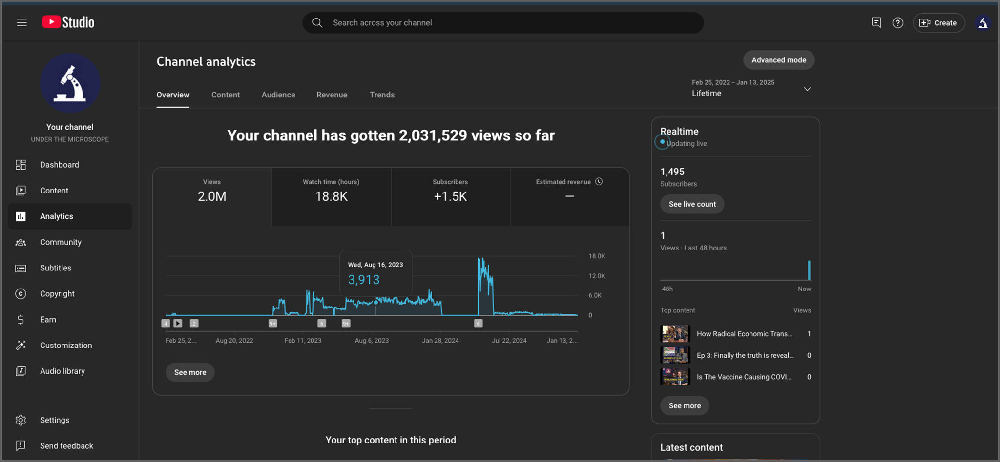 Studio
Search across your channel
Create
Your channel
UNDER THE MICROSCOPE
Dashboard
Content
Analytics
Community
Subtitles
Copyright
Earn
Customization
Audio library
Settings
Send feedback
Channel analytics
Advanced mode
Feb 25, 2022 – Jan 13, 2025
Lifetime
Overview
Content
Audience
Revenue
Trends
Your channel has gotten 2,031,529 views so far
Views
2.0M
Watch time (hours)
18.8K
Subscribers
+1.5K
Estimated revenue
—
Wed, Aug 16, 2023
3,913
18.0K
12.0K
6.0K
0
4
2
9+
6
9+
6
Feb 25, 2...
Aug 20, 2022
Feb 11, 2023
Aug 6, 2023
Jan 28, 2024
Jul 22, 2024
Jan 13, 2...
See more
Your top content in this period
Realtime
Updating live
1,495
Subscribers
See live count
1
Views · Last 48 hours
-48h
Now
Top content
Views
How Radical Economic Trans...
1
Ep 3: Finally the truth is reveal...
0
Is The Vaccine Causing COVI...
0
See more
Latest content